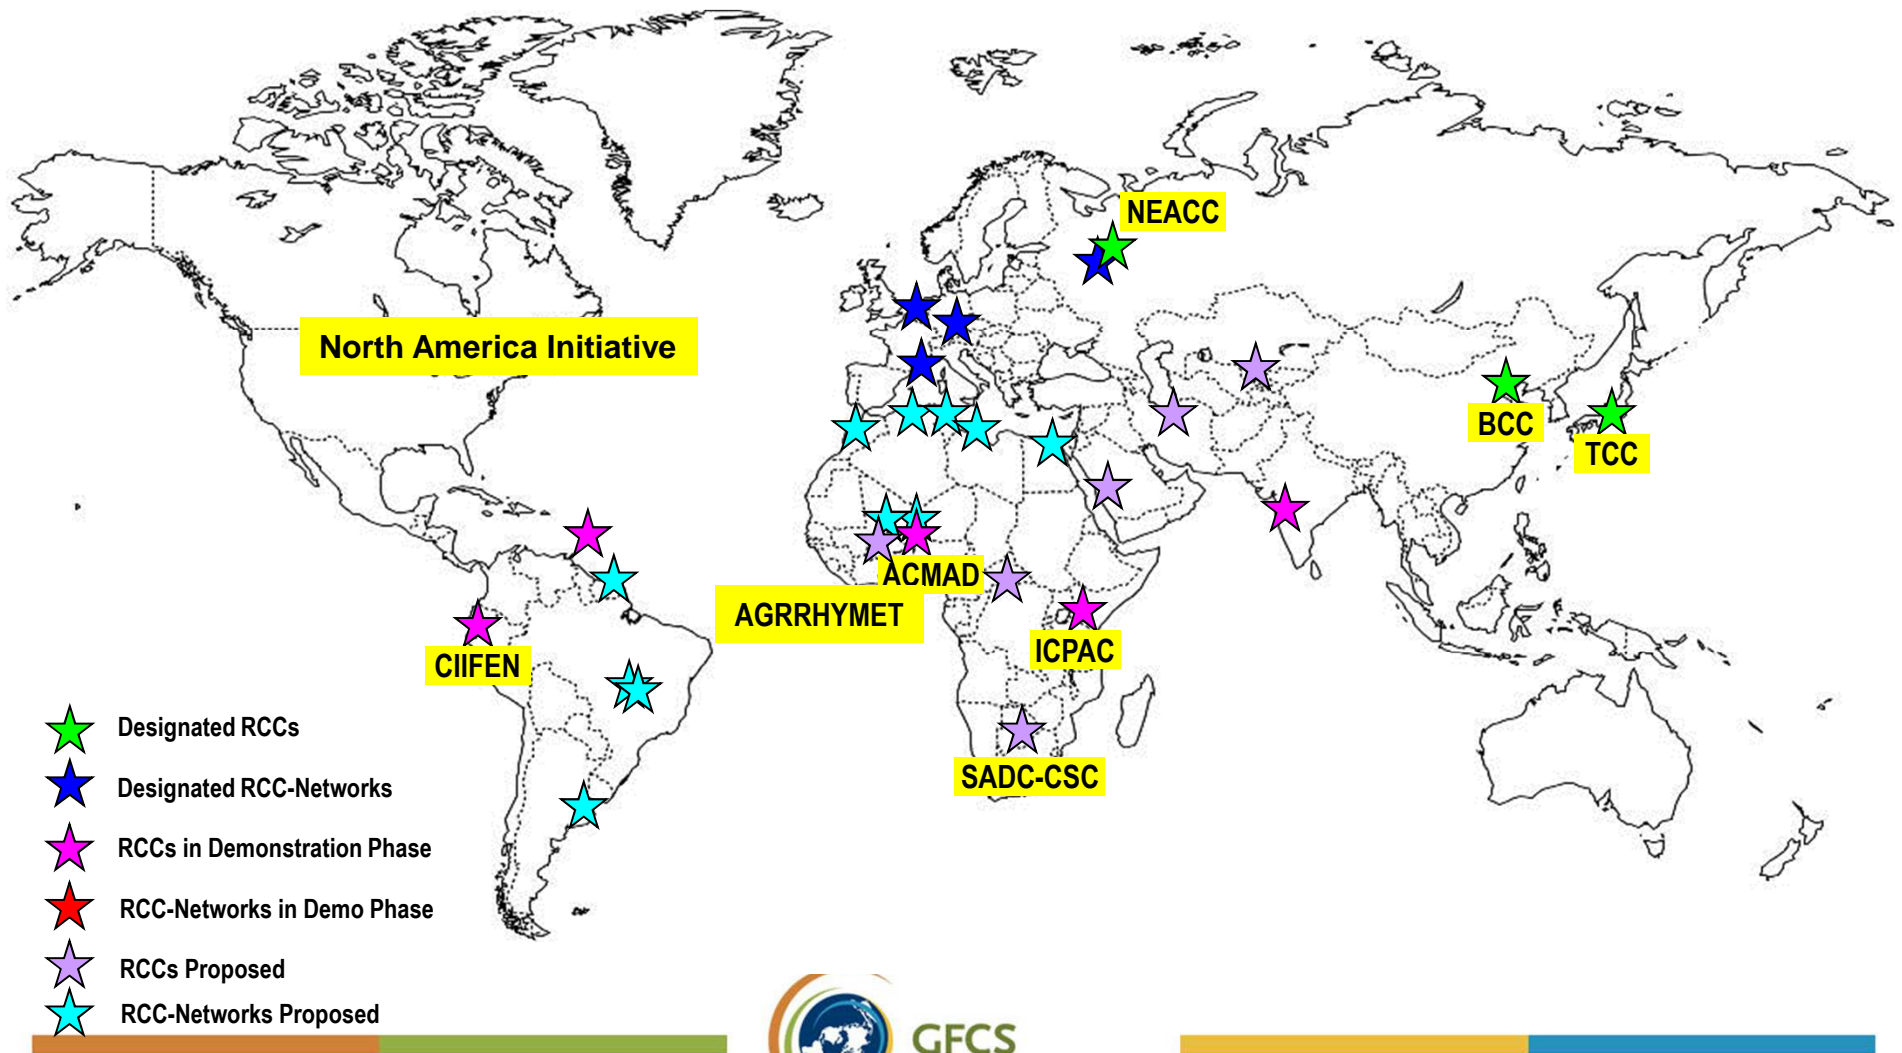 NEACC
North America Initiative
BCC
TCC
ACMAD
AGRRHYMET
ICPAC
CIIFEN
SADC-CSC
Designated RCCs
Designated RCC-Networks
RCCs in Demonstration Phase
RCC-Networks in Demo Phase
RCCs Proposed
RCC-Networks Proposed
GFCS